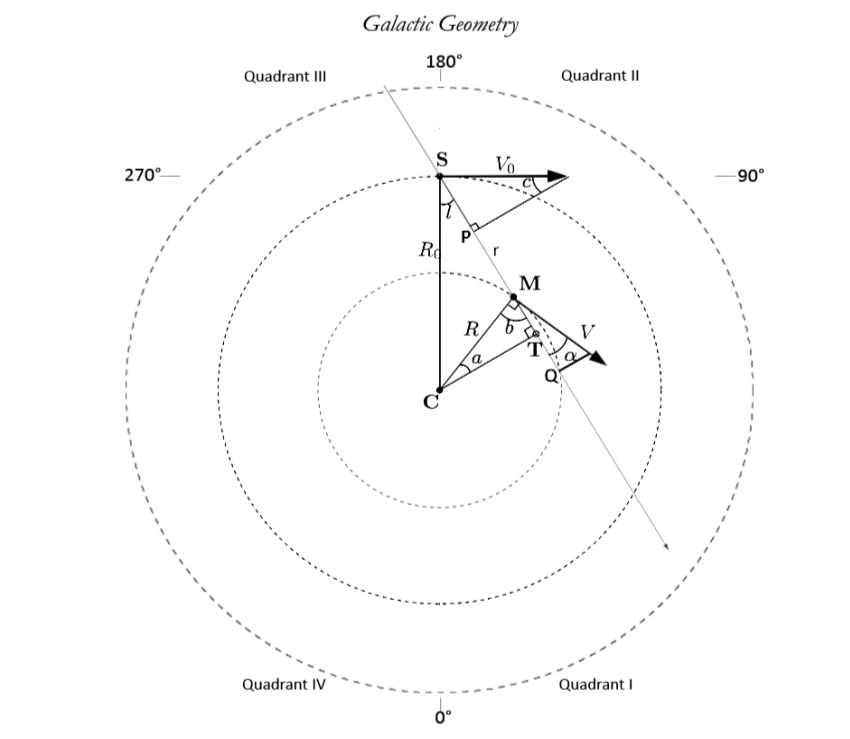 Galactic Geometry
180°
Quadrant III
Quadrant II
270°
90°
S
V₀
c
l
P
R₀
r
M
R
b
V
T
α
a
Q
C
Quadrant IV
Quadrant I
0°